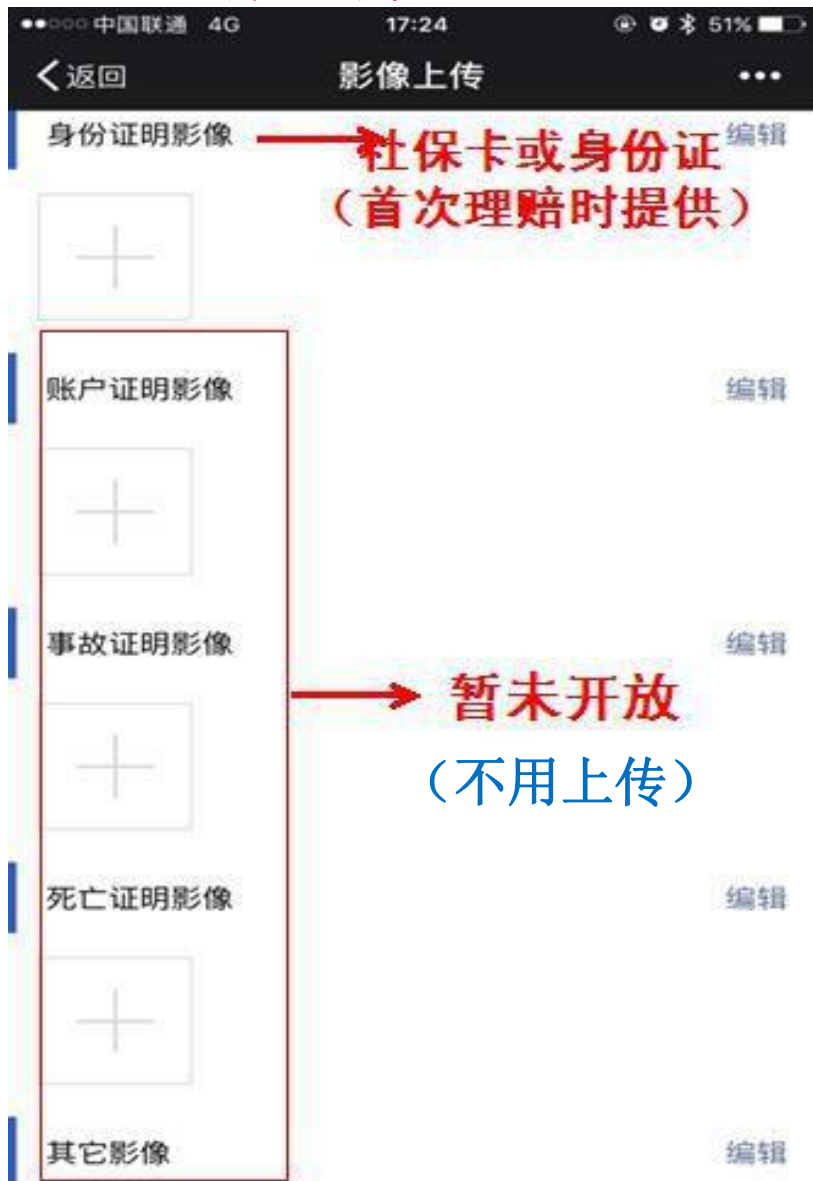 中国联通 4G 17:24 51%
返回 影像上传
身份证明影像 社保卡或身份证 编辑
（首次理赔时提供）
账户证明影像 编辑
事故证明影像 编辑
暂未开放
（不用上传）
死亡证明影像 编辑
其它影像 编辑